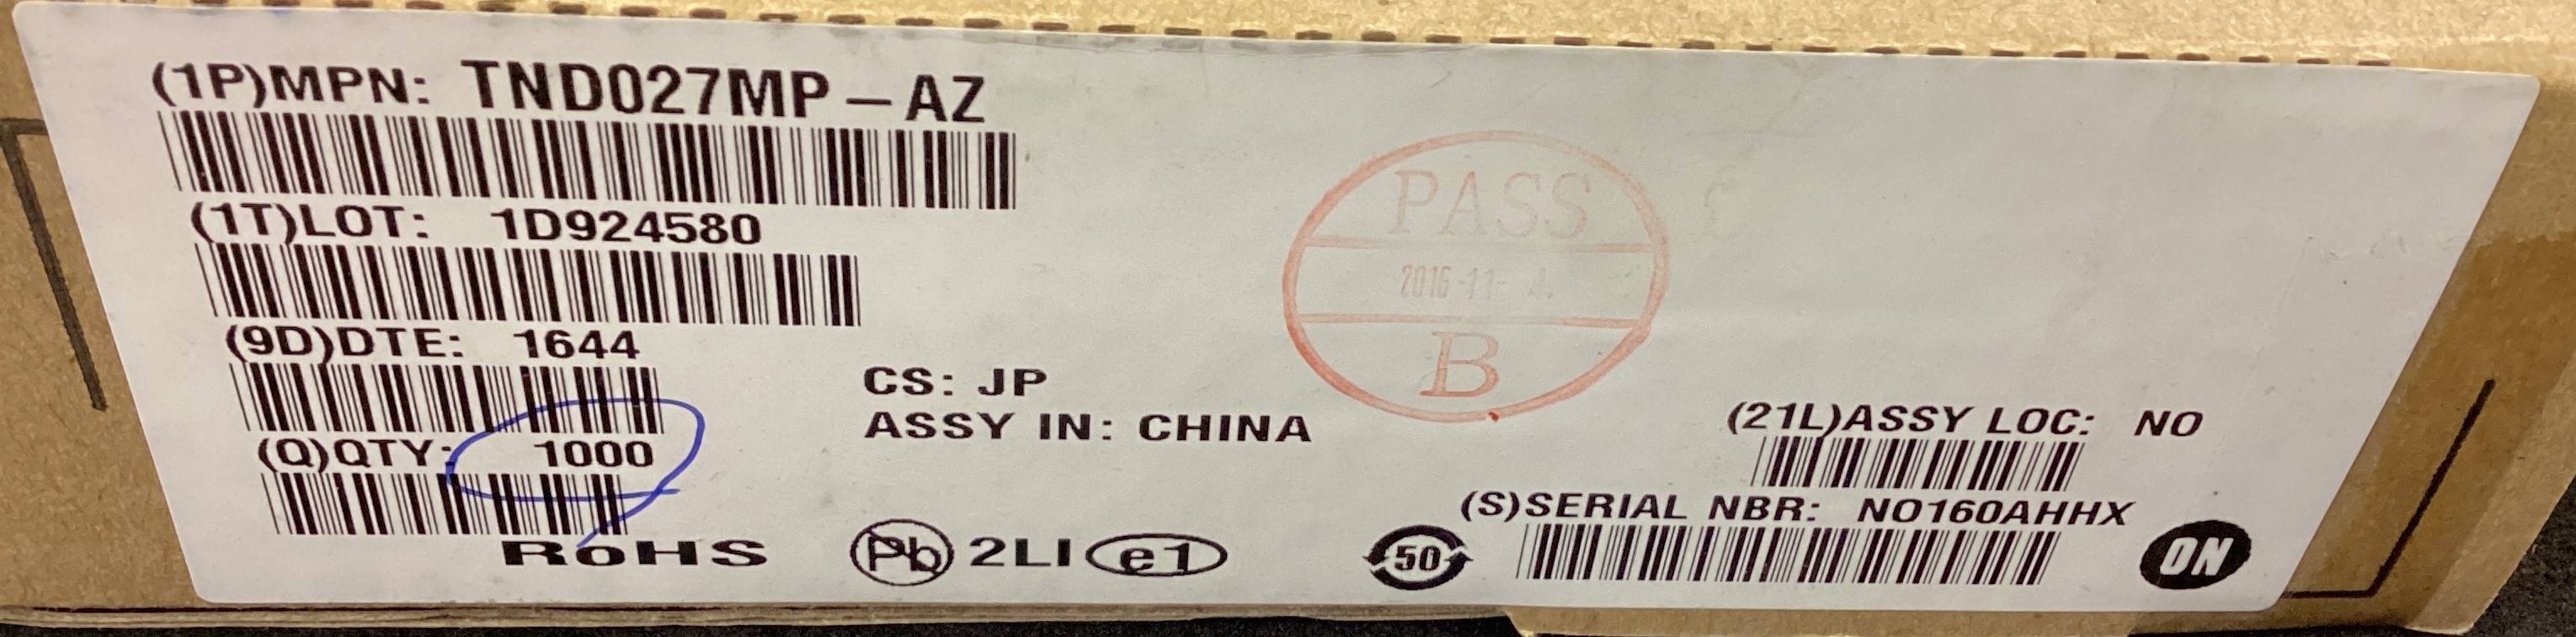 (1P)MPN: TND027MP-AZ
(1T)LOT: 1D924580
(9D)DTE: 1644
(Q)QTY: 1000
RoHS
CS: JP
ASSY IN: CHINA
Pb 2LI e1
PASS
2016-11-4.
B
50
(21L)ASSY LOC: NO
(S)SERIAL NBR: NO160AHHX
ON